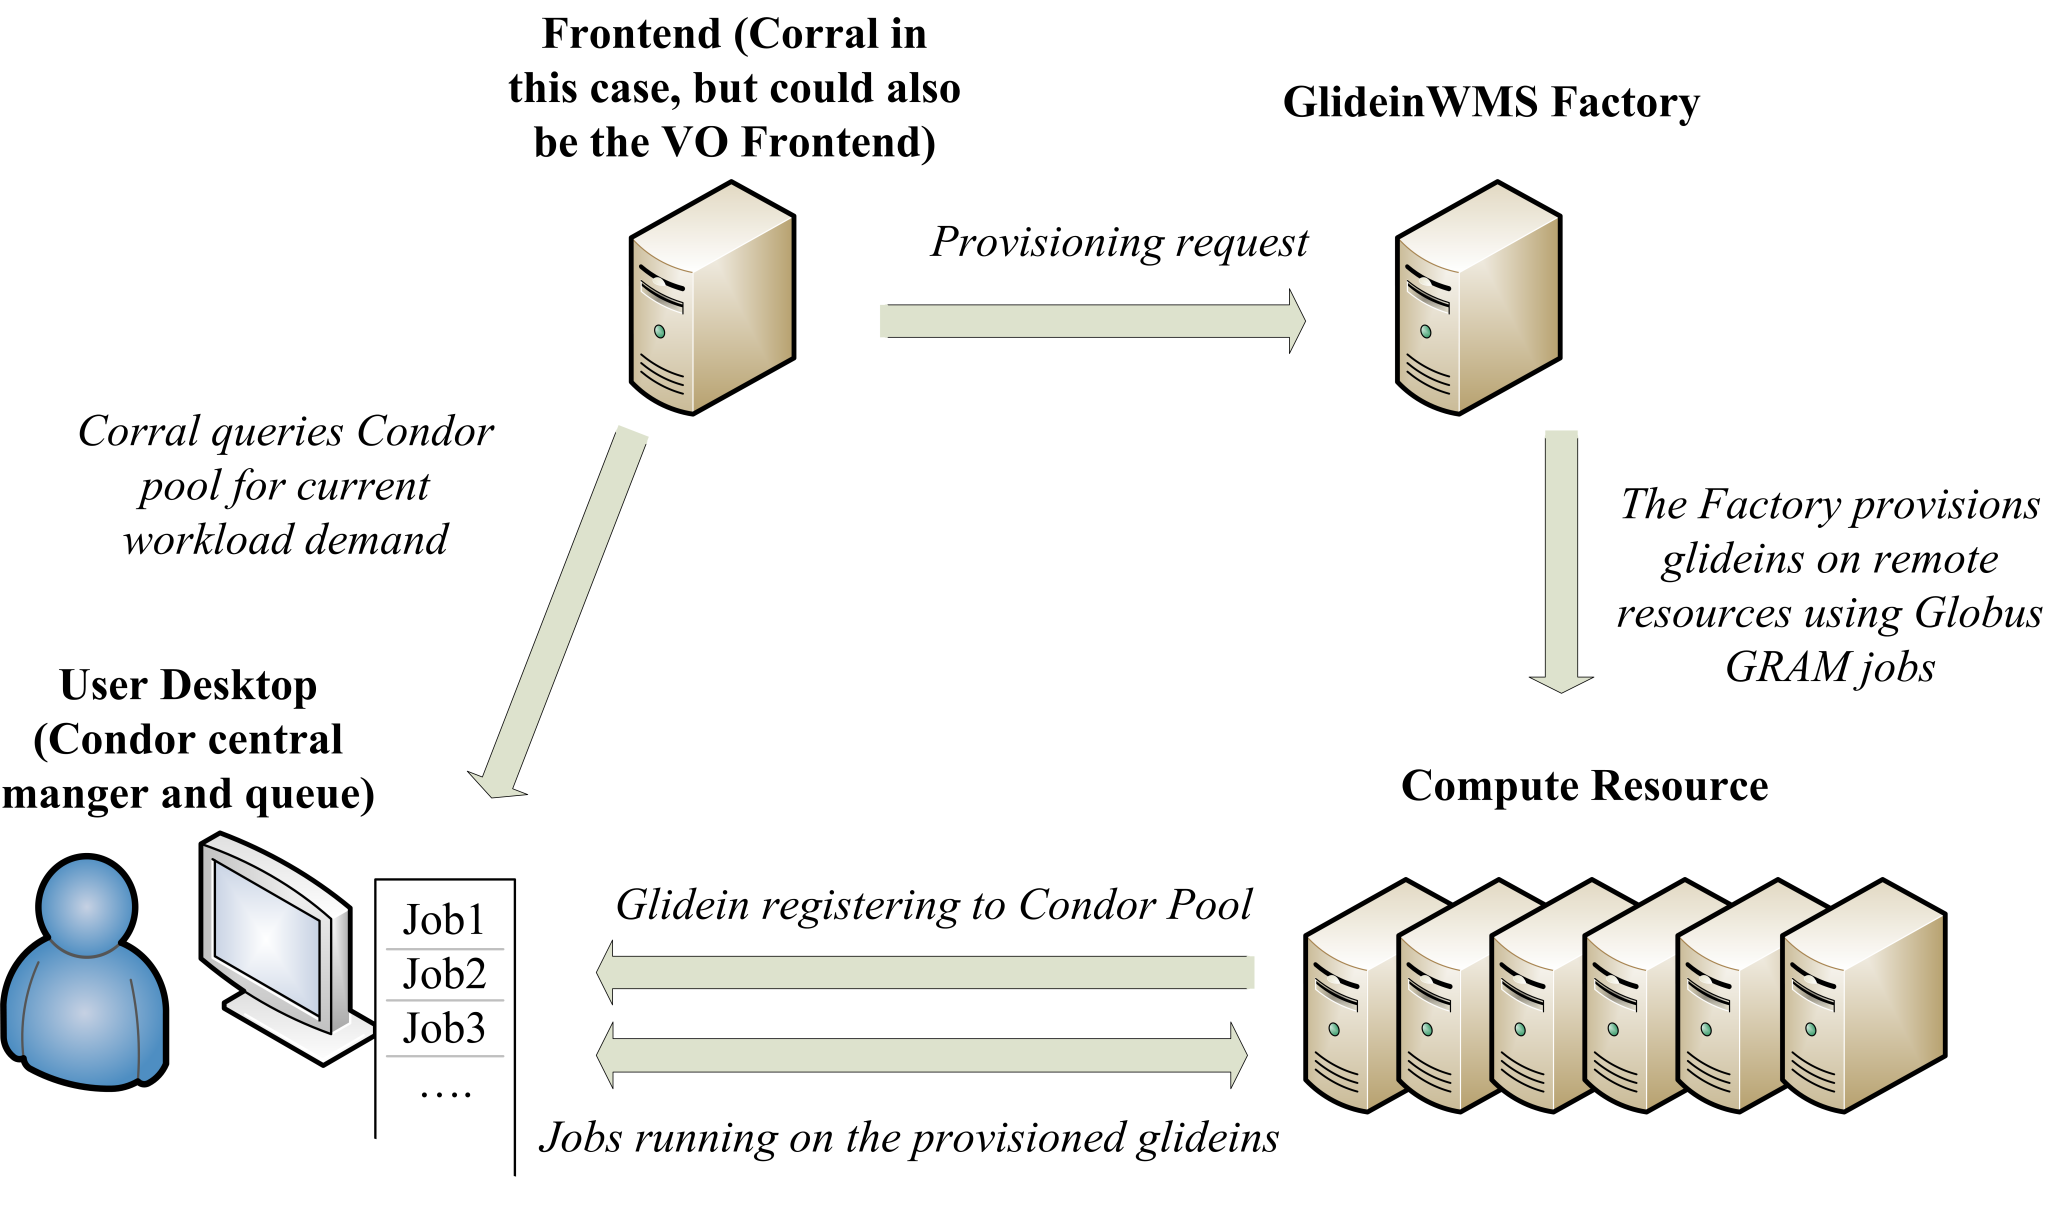 Frontend (Corral in
this case, but could also
be the VO Frontend)
GlideinWMS Factory
Provisioning request
Corral queries Condor
pool for current
workload demand
The Factory provisions
glideins on remote
resources using Globus
GRAM jobs
User Desktop
(Condor central
manger and queue)
Compute Resource
Job1
Job2
Job3
....
Glidein registering to Condor Pool
Jobs running on the provisioned glideins